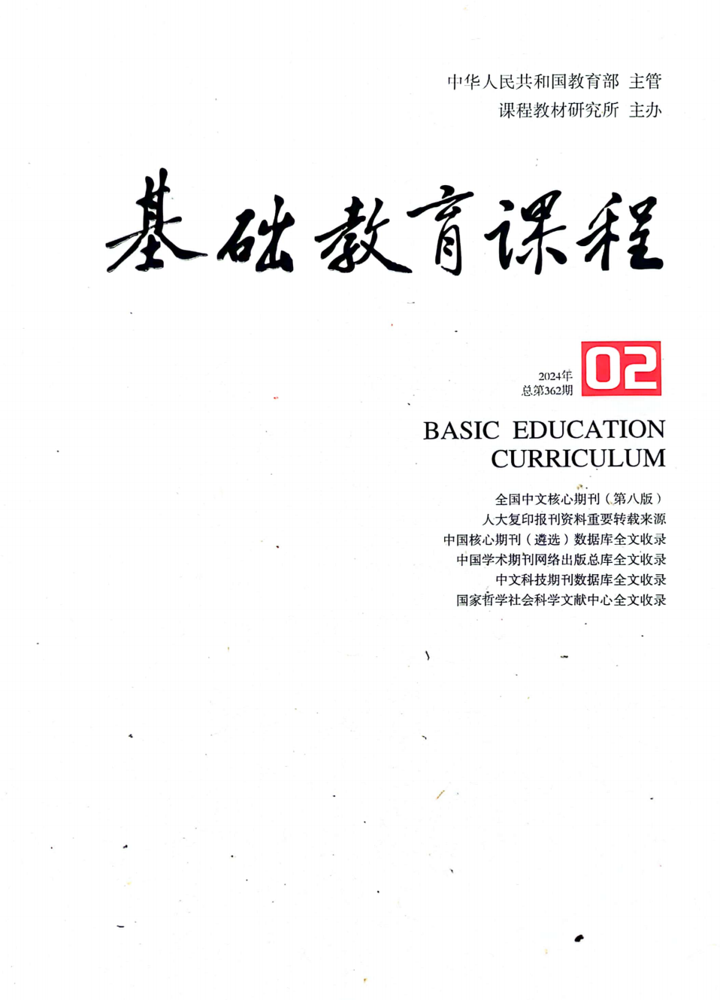 中华人民共和国教育部 主管
课程教材研究所 主办
基础教育课程
2024年
总第362期
02
BASIC EDUCATION
CURRICULUM
全国中文核心期刊（第八版）
人大复印报刊资料重要转载来源
中国核心期刊（遴选）数据库全文收录
中国学术期刊网络出版总库全文收录
中文科技期刊数据库全文收录
国家哲学社会科学文献中心全文收录